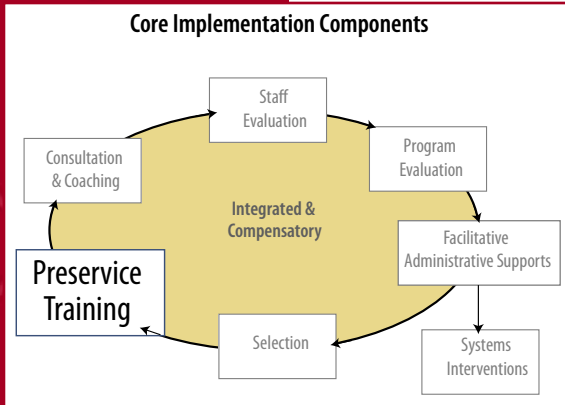 Core Implementation Components
Staff
Evaluation
Consultation
& Coaching
Program
Evaluation
Integrated &
Compensatory
Preservice
Training
Facilitative
Administrative Supports
Selection
Systems
Interventions